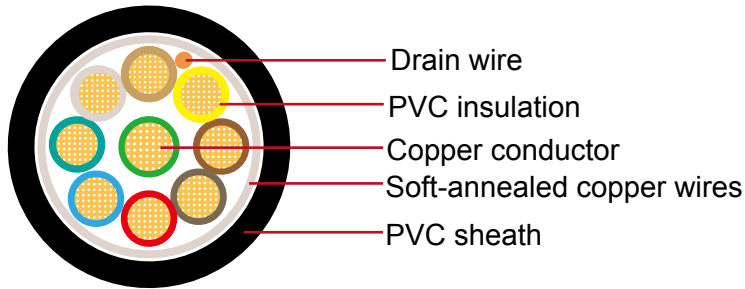 Drain wire
PVC insulation
Copper conductor
Soft-annealed copper wires
PVC sheath